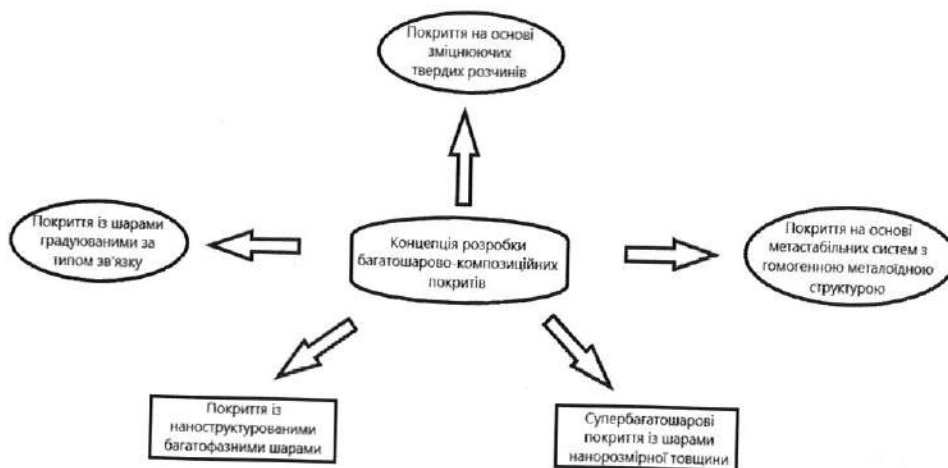 Покриття на основі
зміцнюючих
твердих розчинів
Покриття із шарами
градуйованими за
типом зв'язку
Концепція розробки
багатошарово-композиційних
покритів
Покриття на основі
метастабільних систем з
гомогенною металоїдною
структурою
Покриття із
наноструктурованими
багатофазними шарами
Супербагатошарові
покриття із шарами
нанорозмірної товщини